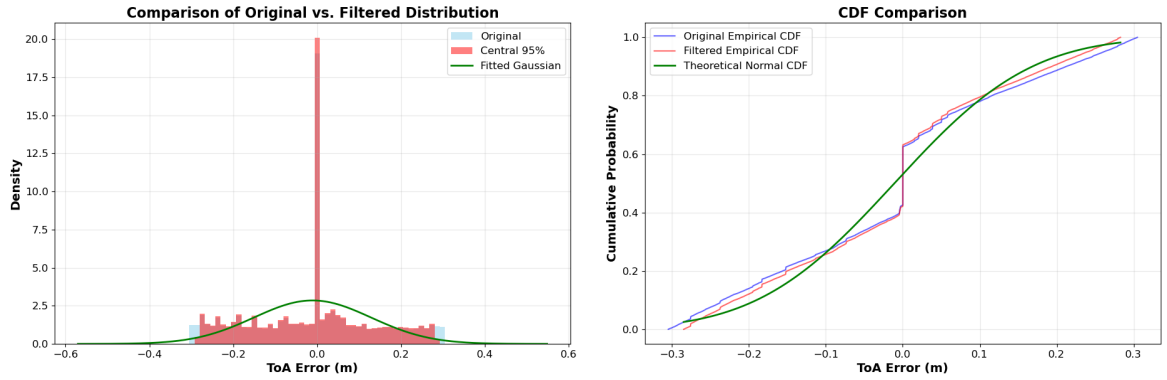 Comparison of Original vs. Filtered Distribution
Original
Central 95%
Fitted Gaussian
Density
20.0
17.5
15.0
12.5
10.0
7.5
5.0
2.5
0.0
−0.6 −0.4 −0.2 0.0 0.2 0.4 0.6
ToA Error (m)
CDF Comparison
Original Empirical CDF
Filtered Empirical CDF
Theoretical Normal CDF
Cumulative Probability
1.0
0.8
0.6
0.4
0.2
0.0
−0.3 −0.2 −0.1 0.0 0.1 0.2 0.3
ToA Error (m)